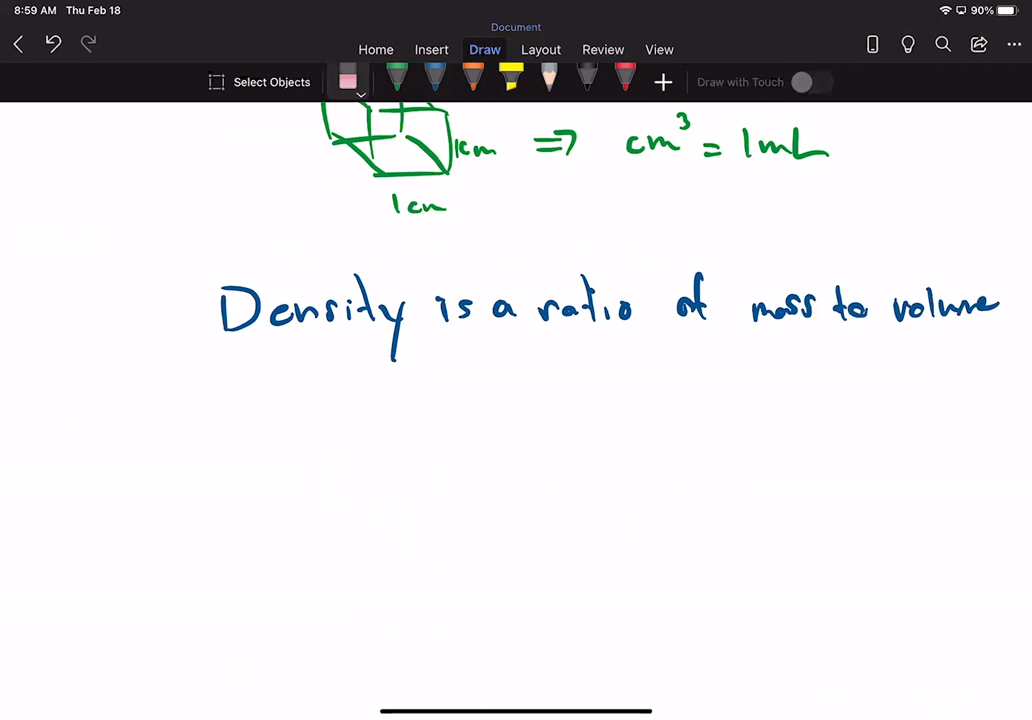 8:59 AM Thu Feb 18 90%
Document
Home Insert Draw Layout Review View
Select Objects Draw with Touch
1cm ⇒ cm³ = 1mL
1cm
Density is a ratio of mass to volume